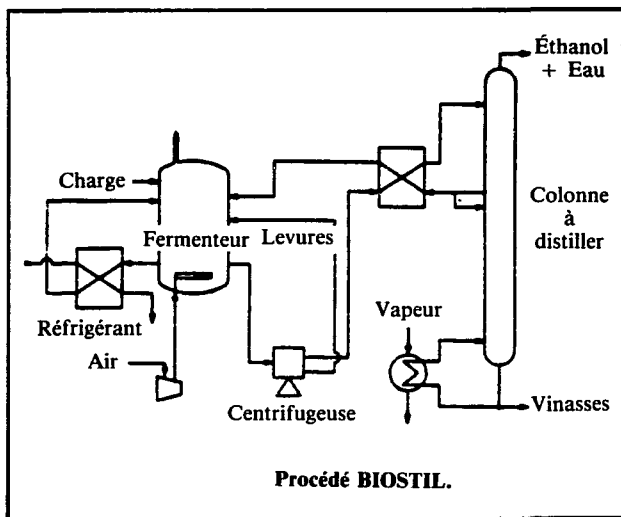 Éthanol
+ Eau
Charge
Colonne
à
distiller
Fermenteur
Levures
Réfrigérant
Vapeur
Air
Centrifugeuse
Vinasses
Procédé BIOSTIL.